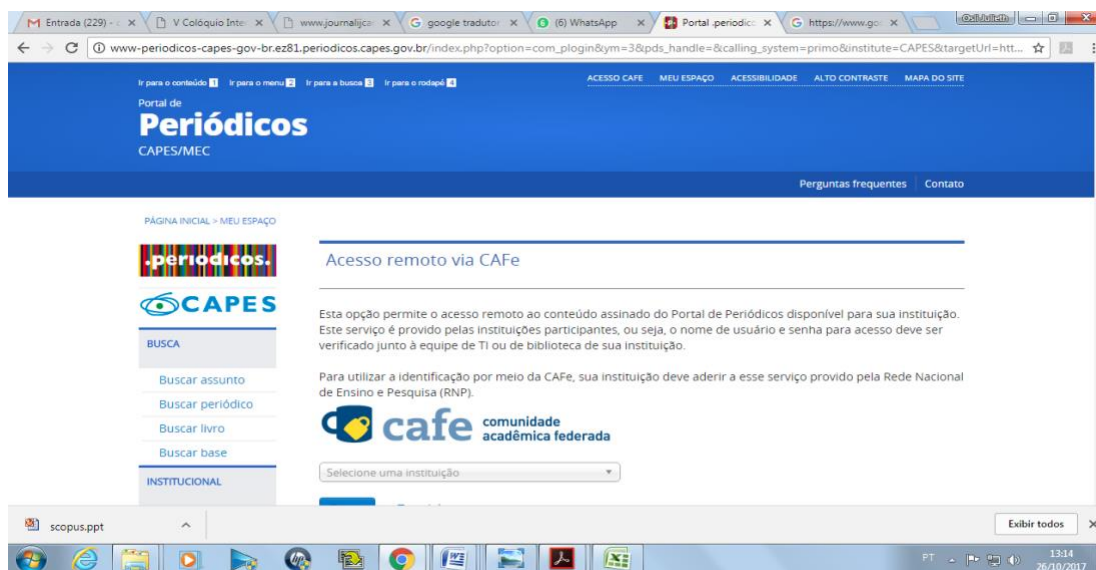 Entrada (229) - c
V Colóquio Inte
www.journalijca
google tradutor
(6) WhatsApp
Portal .periodic
https://www.go
www-periodicos-capes-gov-br.ez81.periodicos.capes.gov.br/index.php?option=com_plogin&ym=3&pds_handle=&calling_system=primo&institute=CAPES&targetUrl=htt...
Ir para o conteúdo 1 Ir para o menu 2 Ir para a busca 3 Ir para o rodapé 4
ACESSO CAFE MEU ESPAÇO ACESSIBILIDADE ALTO CONTRASTE MAPA DO SITE
Portal de
Periódicos
CAPES/MEC
Perguntas frequentes Contato
PÁGINA INICIAL > MEU ESPAÇO
.periodicos.
CAPES
BUSCA
Buscar assunto
Buscar periódico
Buscar livro
Buscar base
INSTITUCIONAL
Acesso remoto via CAFe
Esta opção permite o acesso remoto ao conteúdo assinado do Portal de Periódicos disponível para sua instituição.
Este serviço é provido pelas instituições participantes, ou seja, o nome de usuário e senha para acesso deve ser
verificado junto à equipe de TI ou de biblioteca de sua instituição.
Para utilizar a identificação por meio da CAFe, sua instituição deve aderir a esse serviço provido pela Rede Nacional
de Ensino e Pesquisa (RNP).
cafe comunidade
acadêmica federada
Selecione uma instituição
scopus.ppt
Exibir todos
PT
13:14
26/10/2017